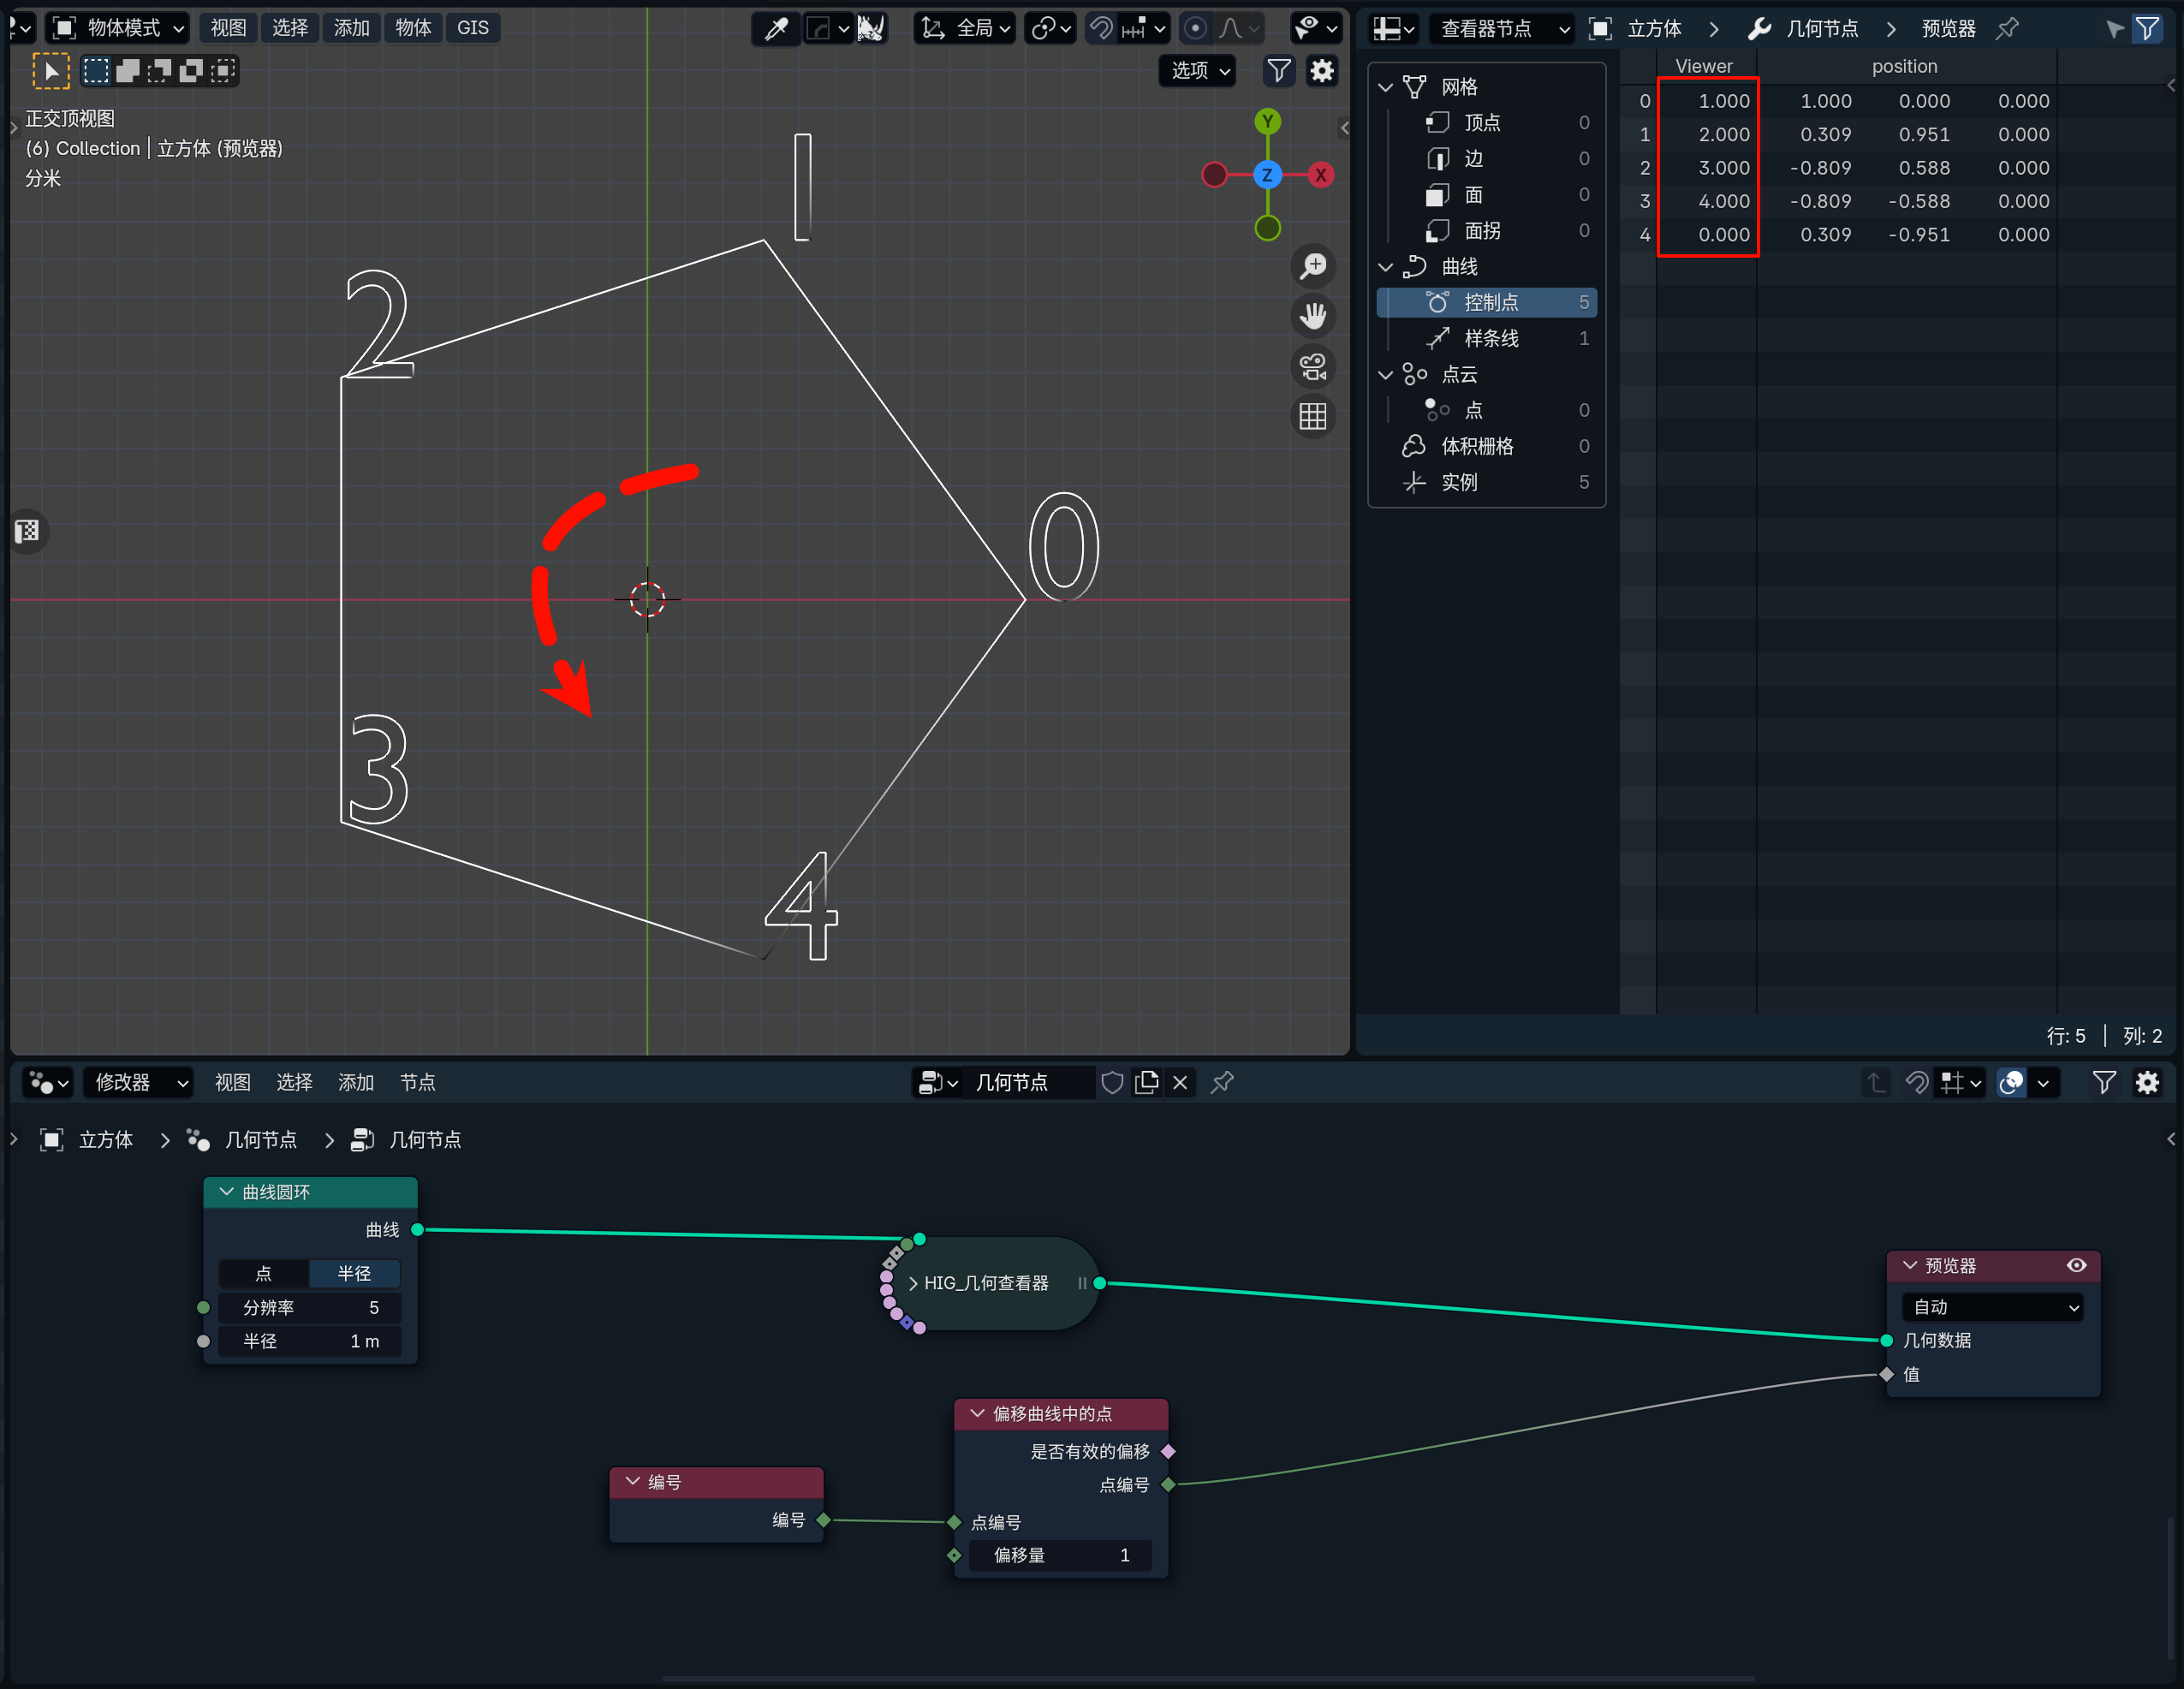 物体模式 视图 选择 添加 物体 GIS 全局
选项
正交顶视图
(6) Collection | 立方体 (预览器)
分米
Y
Z X
1
2
0
3
4
查看器节点 立方体 几何节点 预览器
网格
顶点 0
边 0
面 0
面拐 0
曲线
控制点 5
样条线 1
点云
点 0
体积栅格 0
实例 5
Viewer position
0 1.000 1.000 0.000 0.000
1 2.000 0.309 0.951 0.000
2 3.000 -0.809 0.588 0.000
3 4.000 -0.809 -0.588 0.000
4 0.000 0.309 -0.951 0.000
行: 5 | 列: 2
修改器 视图 选择 添加 节点 几何节点
立方体 几何节点 几何节点
曲线圆环
曲线
点 半径
分辨率 5
半径 1 m
HIG_几何查看器
预览器
自动
几何数据
值
偏移曲线中的点
是否有效的偏移
点编号
点编号
偏移量 1
编号
编号